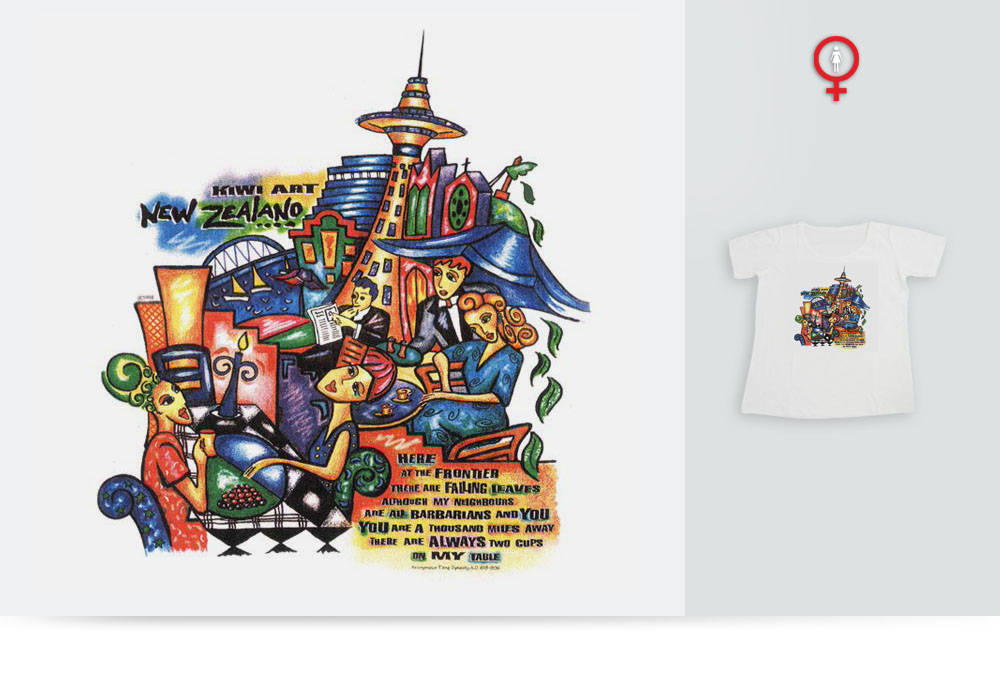 KIWI ART
NEW ZEALAND
HERE
AT THE FRONTIER
THERE ARE FALLING LEAVES
ALTHOUGH MY NEIGHBOURS
ARE ALL BARBARIANS AND YOU
YOU ARE A THOUSAND MILES AWAY
THERE ARE ALWAYS TWO CUPS
ON MY TABLE
Anonymous T'ang Dynasty A.D. 618-906